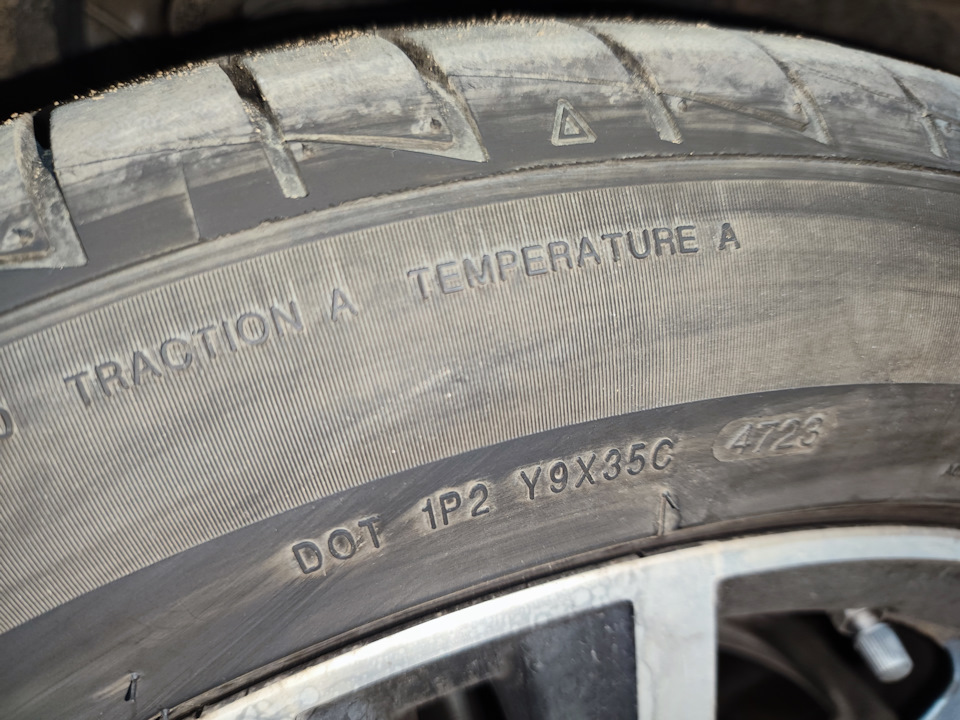 TRACTION A TEMPERATURE A
DOT 1P2 Y9X35C 4723